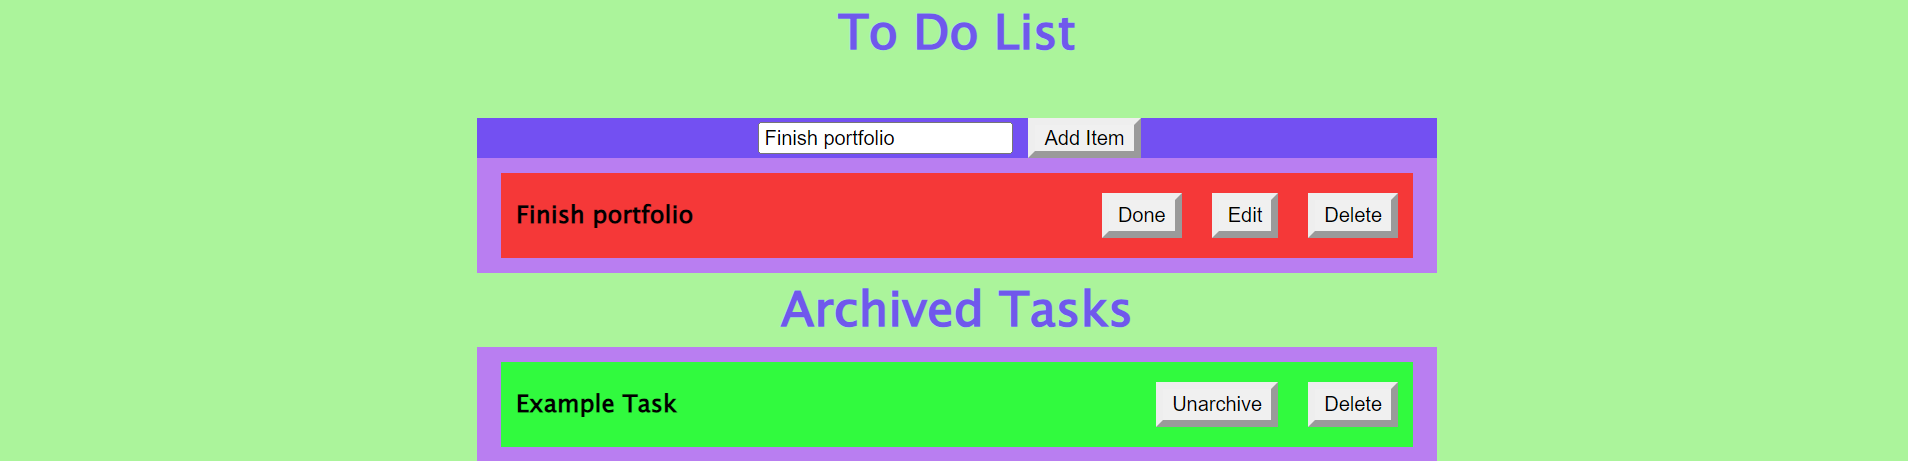 To Do List
Finish portfolio Add Item
Finish portfolio Done Edit Delete
Archived Tasks
Example Task Unarchive Delete